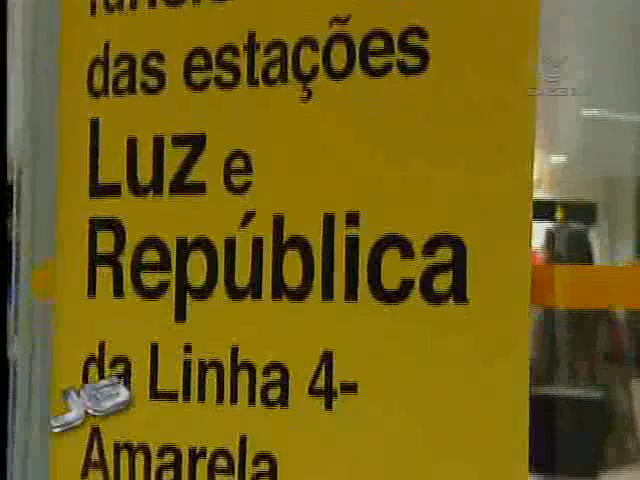 das estações
Luz e
República
da Linha 4-
Amarela